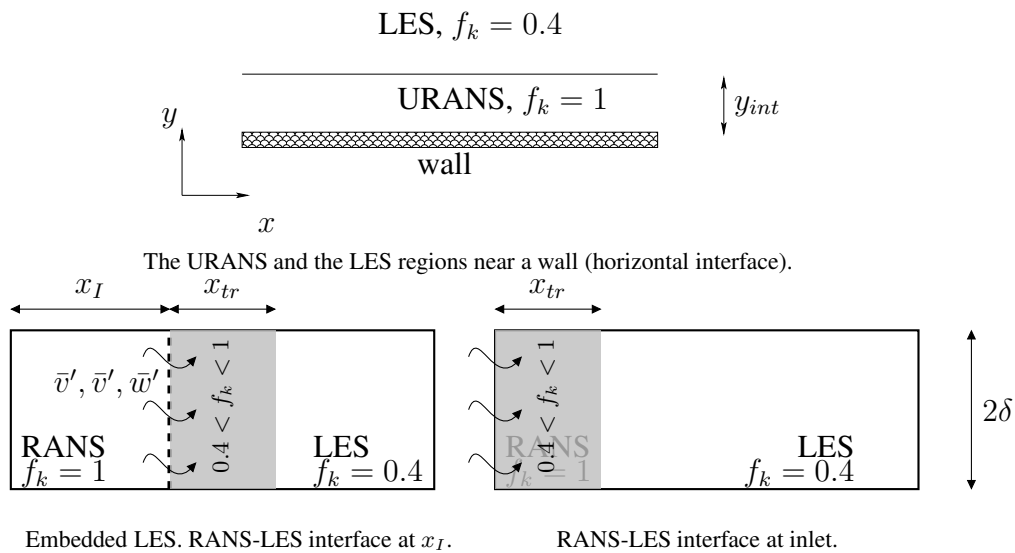 LES, $f_k = 0.4$
URANS, $f_k = 1$
$y_{int}$
$y$
wall
$x$
The URANS and the LES regions near a wall (horizontal interface).
$x_I$
$x_{tr}$
$x_{tr}$
$\bar{v}', \bar{v}', \bar{w}'$
$0.4 < f_k < 1$
RANS
$f_k = 1$
LES
$f_k = 0.4$
$0.4 < f_k < 1$
RANS
$f_k = 1$
LES
$f_k = 0.4$
$2\delta$
Embedded LES. RANS-LES interface at $x_I$.
RANS-LES interface at inlet.